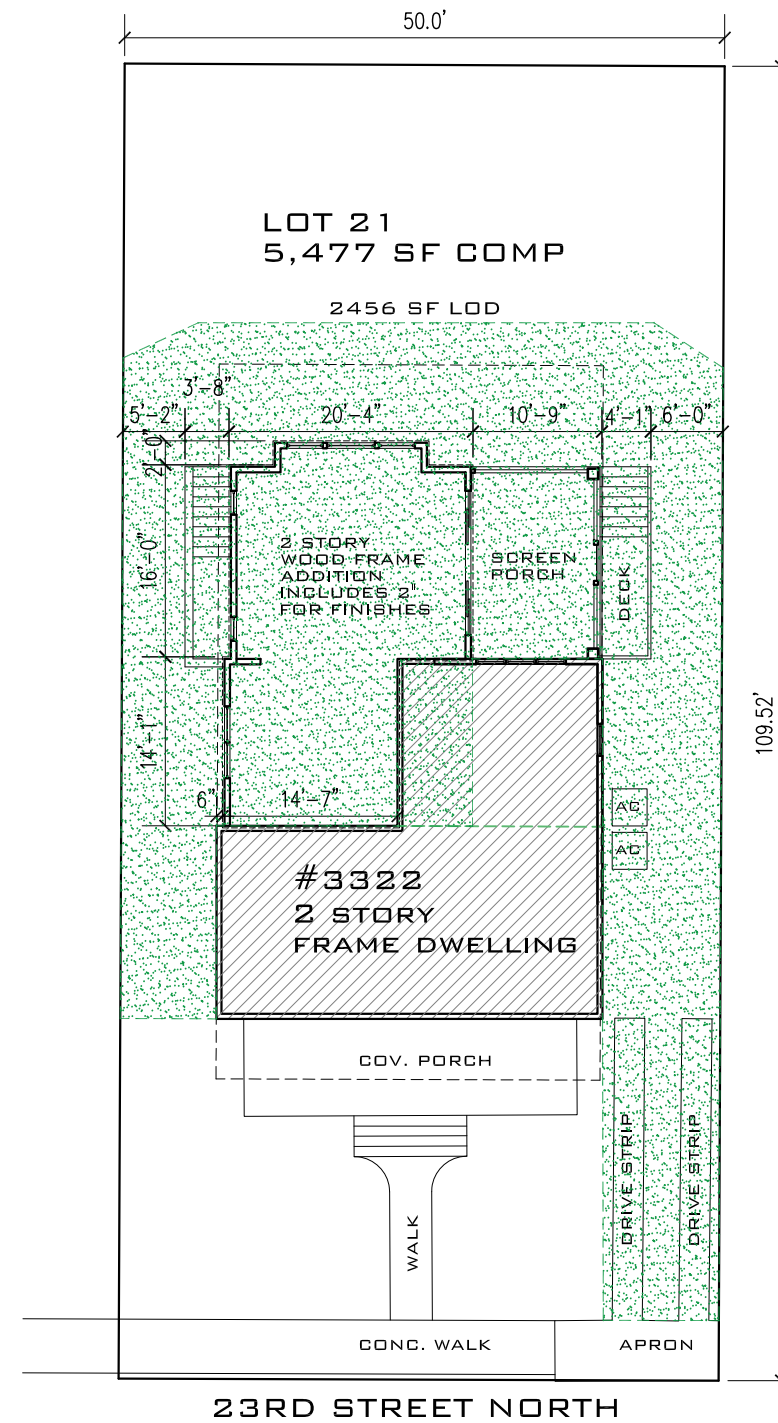 50.0'
LOT 21
5,477 SF COMP
2456 SF LOD
3'-8"
5'-2"
20'-4"
10'-9"
4'-1"
6'-0"
2'-0"
16'-0"
2 STORY
WOOD FRAME
ADDITION
INCLUDES 2"
FOR FINISHES
SCREEN
PORCH
DECK
109.52'
14'-1"
6"
14'-7"
AC
AC
#3322
2 STORY
FRAME DWELLING
COV. PORCH
DRIVE STRIP
DRIVE STRIP
WALK
CONC. WALK
APRON
23RD STREET NORTH